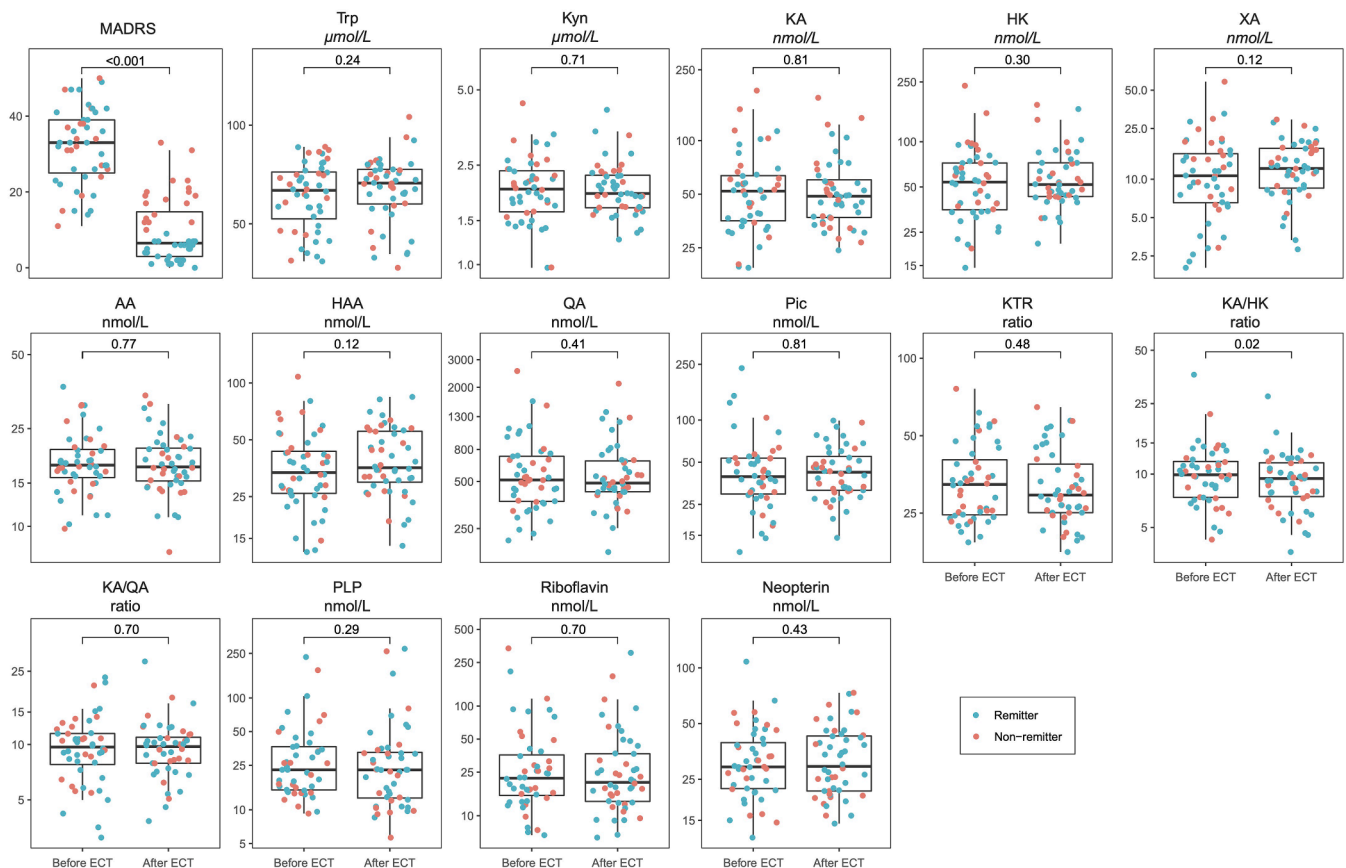 MADRS
Trp
µmol/L
Kyn
µmol/L
KA
nmol/L
HK
nmol/L
XA
nmol/L
<0.001
0.24
0.71
0.81
0.30
0.12
40
20
0
100
50
5.0
2.5
1.5
1.0
250
100
50
25
250
100
50
25
15
50.0
25.0
10.0
5.0
2.5
AA
nmol/L
HAA
nmol/L
QA
nmol/L
Pic
nmol/L
KTR
ratio
KA/HK
ratio
0.77
0.12
0.41
0.81
0.48
0.02
50
25
15
10
100
50
25
15
3000
2000
1300
800
500
250
250
100
50
25
15
100
50
25
50
25
15
10
5
Before ECT After ECT
Before ECT After ECT
KA/QA
ratio
PLP
nmol/L
Riboflavin
nmol/L
Neopterin
nmol/L
0.70
0.29
0.70
0.43
25
15
10
5
250
100
50
25
10
5
500
250
100
50
25
10
100
50
25
15
Remitter
Non−remitter
Before ECT After ECT
Before ECT After ECT
Before ECT After ECT
Before ECT After ECT